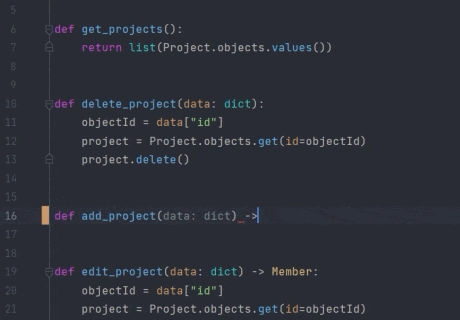 5
6 def get_projects():
7     return list(Project.objects.values())
8
9
10 def delete_project(data: dict):
11     objectId = data["id"]
12     project = Project.objects.get(id=objectId)
13     project.delete()
14
15
16 def add_project(data: dict) ->
17
18
19 def edit_project(data: dict) -> Member:
20     objectId = data["id"]
21     project = Project.objects.get(id=objectId)